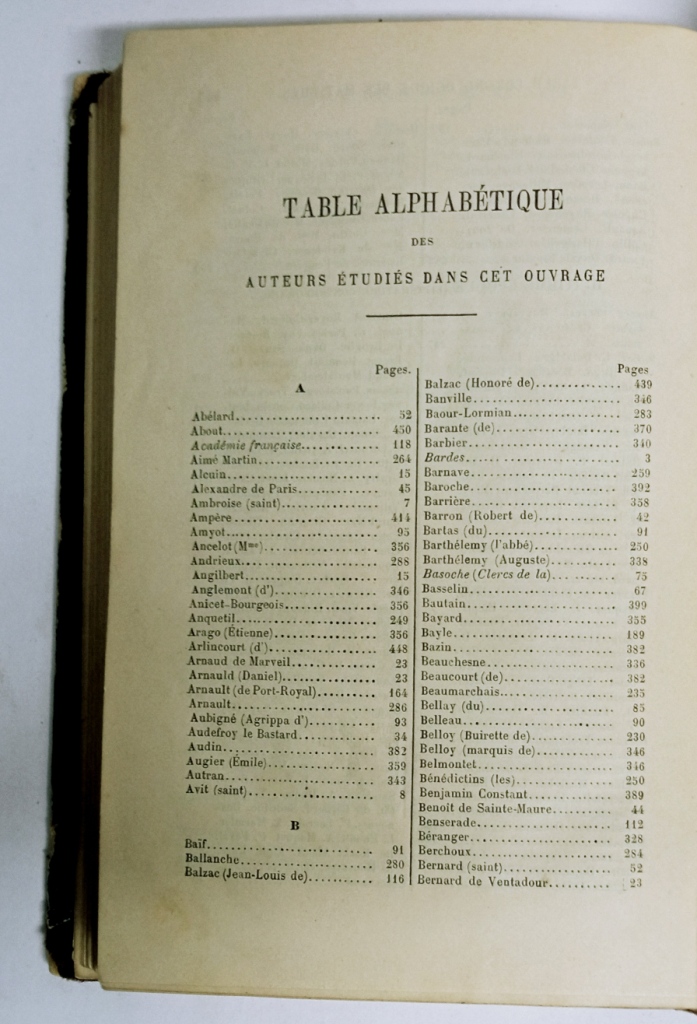 TABLE ALPHABÉTIQUE
DES
AUTEURS ÉTUDIÉS DANS CET OUVRAGE
Pages.
A
Abélard 52
About 450
Académie française 118
Aimé Martin 264
Alcuin 15
Alexandre de Paris 45
Ambroise (saint) 7
Ampère 414
Amyot 95
Ancelot (Mme) 356
Andrieux 288
Angilbert 15
Anglemont (d') 346
Anicet-Bourgeois 356
Anquetil 249
Arago (Étienne) 356
Arlincourt (d') 448
Arnaud de Marveil 23
Arnauld (Daniel) 23
Arnault (de Port-Royal) 164
Arnault 286
Aubigné (Agrippa d') 93
Audefroy le Bastard 34
Audin 382
Augier (Émile) 359
Autran 343
Avit (saint) 8
B
Baïf 91
Ballanche 280
Balzac (Jean-Louis de) 116
Pages
Balzac (Honoré de) 439
Banville 346
Baour-Lormian 283
Barante (de) 370
Barbier 340
Bardes 3
Barnave 259
Baroche 392
Barrière 358
Barron (Robert de) 42
Bartas (du) 91
Barthélemy (l'abbé) 250
Barthélemy (Auguste) 338
Basoche (Clercs de la) 75
Basselin 67
Bautain 399
Bayard 355
Bayle 189
Bazin 382
Beauchesne 336
Beaucourt (de) 382
Beaumarchais 235
Bellay (du) 85
Belleau 90
Belloy (Buirette de) 230
Belloy (marquis de) 346
Belmontet 346
Bénédictins (les) 250
Benjamin Constant 389
Benoît de Sainte-Maure 44
Benserade 112
Béranger 328
Berchoux 284
Bernard (saint) 52
Bernard de Ventadour 23